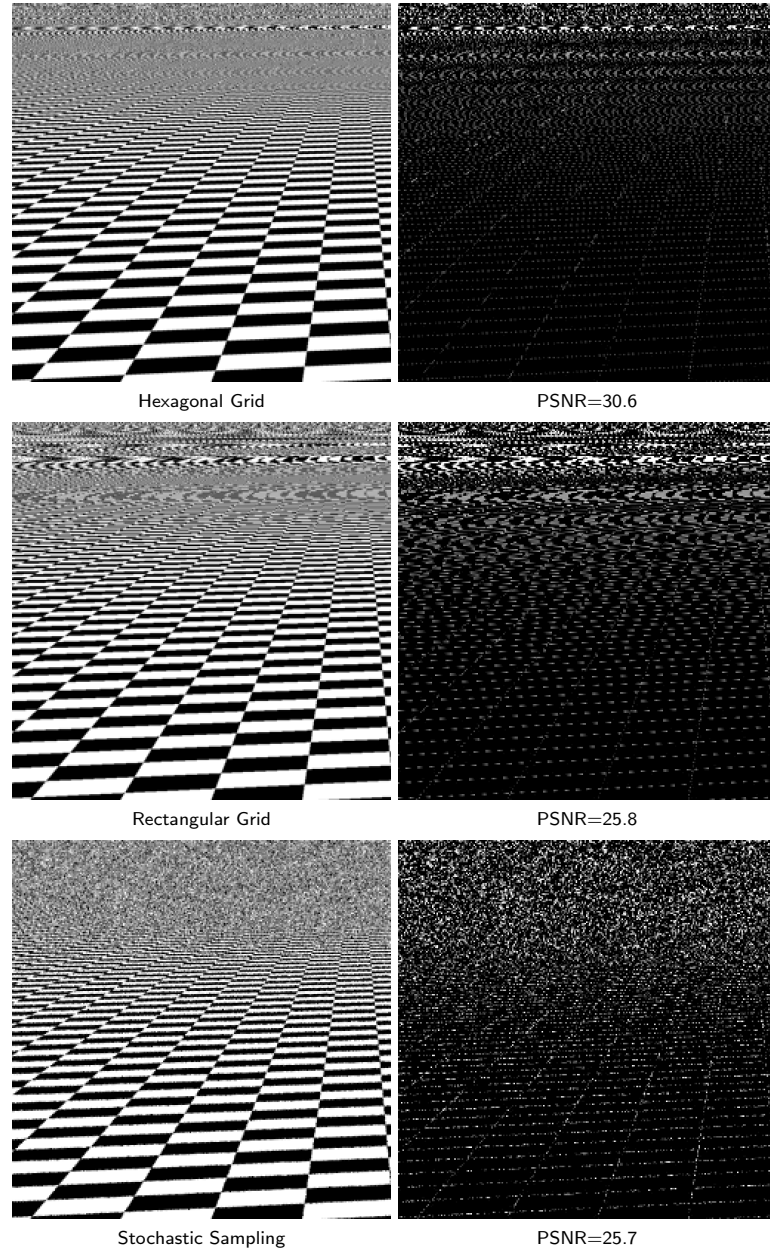 Hexagonal Grid
PSNR=30.6
Rectangular Grid
PSNR=25.8
Stochastic Sampling
PSNR=25.7